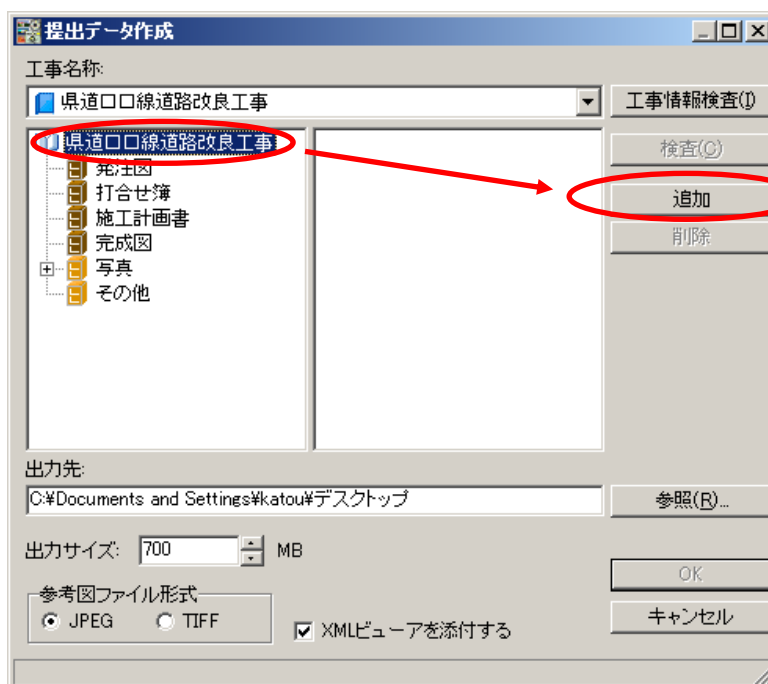 提出データ作成
工事名称:
県道口口線道路改良工事
工事情報検査(I)
県道口口線道路改良工事
発注図
打合せ簿
施工計画書
完成図
写真
その他
検査(C)
追加
削除
出力先:
C:¥Documents and Settings¥katou¥デスクトップ
参照(R)...
出力サイズ: 700 MB
参考図ファイル形式
JPEG TIFF
XMLビューアを添付する
OK
キャンセル